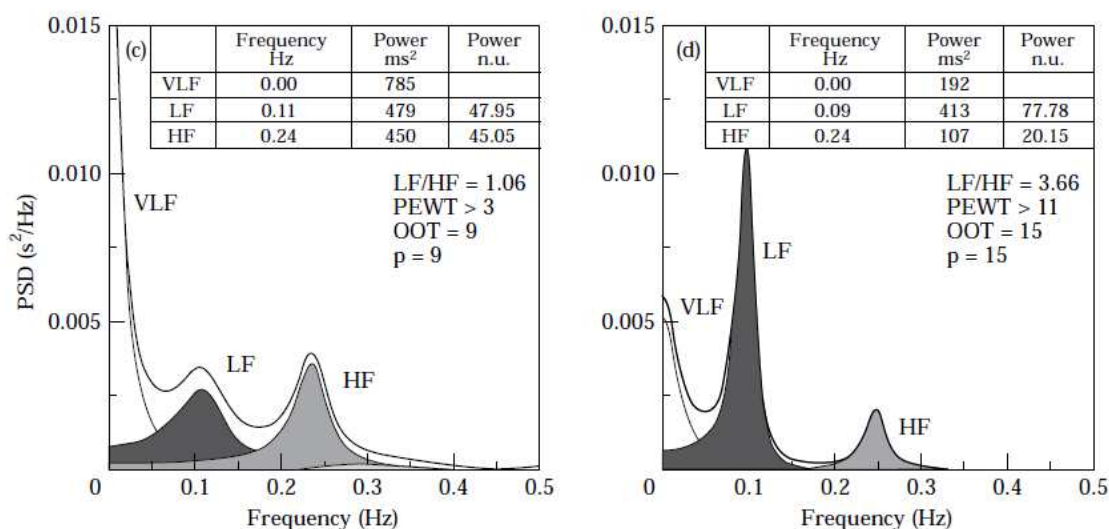 0.015
(c)
Frequency Hz Power ms² Power n.u.
VLF 0.00 785
LF 0.11 479 47.95
HF 0.24 450 45.05
0.010
VLF
LF/HF = 1.06
PEWT > 3
OOT = 9
p = 9
PSD (s²/Hz)
0.005
LF
HF
0 0.1 0.2 0.3 0.4 0.5
Frequency (Hz)
0.015
(d)
Frequency Hz Power ms² Power n.u.
VLF 0.00 192
LF 0.09 413 77.78
HF 0.24 107 20.15
0.010
LF/HF = 3.66
PEWT > 11
OOT = 15
p = 15
LF
0.005
VLF
HF
0 0.1 0.2 0.3 0.4 0.5
Frequency (Hz)